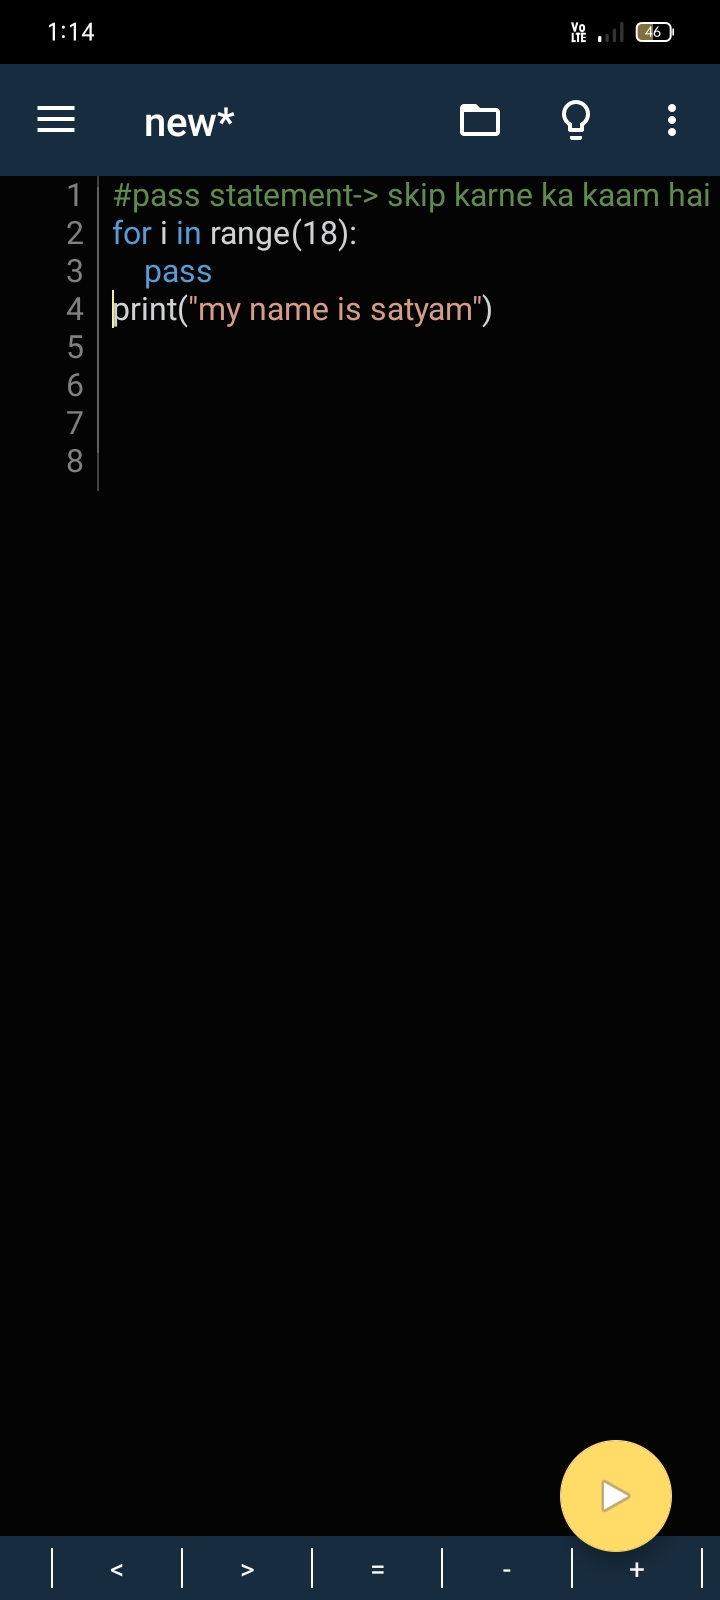 1:14
Vo LTE
46
new*
1 #pass statement-> skip karne ka kaam hai
2 for i in range(18):
3     pass
4 print("my name is satyam")
5
6
7
8
< > = - +